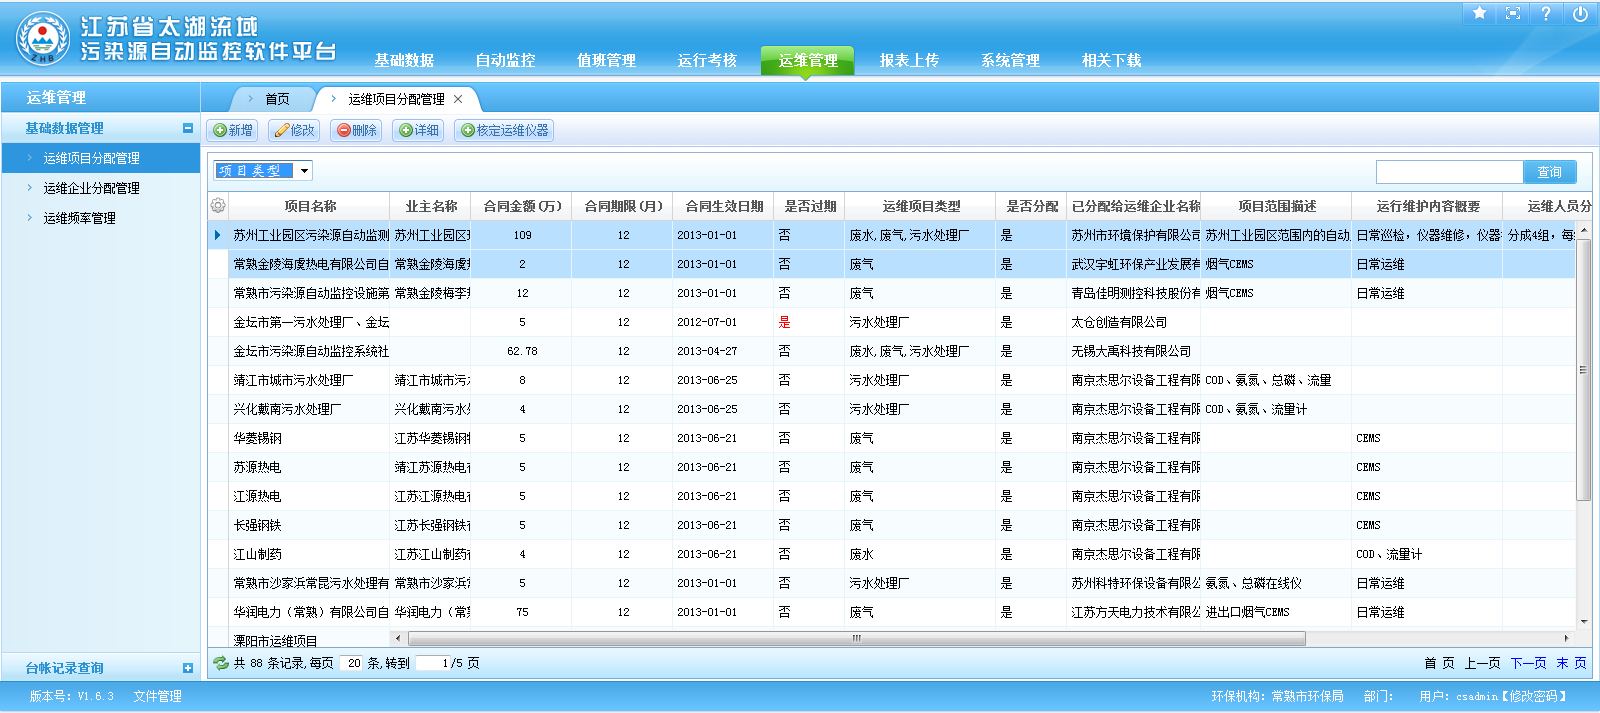 江苏省太湖流域
污染源自动监控软件平台
ZHB
基础数据 自动监控 值班管理 运行考核 运维管理 报表上传 系统管理 相关下载
运维管理
首页 运维项目分配管理
基础数据管理
新增 修改 删除 详细 核定运维仪器
运维项目分配管理
运维企业分配管理
运维频率管理
项目类型 查询
项目名称 业主名称 合同金额(万) 合同期限(月) 合同生效日期 是否过期 运维项目类型 是否分配 已分配给运维企业名称 项目范围描述 运行维护内容概要 运维人员分
苏州工业园区污染源自动监测 苏州工业园区 109 12 2013-01-01 否 废水,废气,污水处理厂 是 苏州市环境保护有限公司 苏州工业园区范围内的自动 日常巡检，仪器维修，仪器 分成4组，每
常熟金陵海虞热电有限公司自 常熟金陵海虞 2 12 2013-01-01 否 废气 是 武汉宇虹环保产业发展有 烟气CEMS 日常运维
常熟市污染源自动监控设施第 常熟金陵梅李 12 12 2013-01-01 否 废气 是 青岛佳明测控科技股份有 烟气CEMS 日常运维
金坛市第一污水处理厂、金坛 5 12 2012-07-01 是 污水处理厂 是 太仓创造有限公司
金坛市污染源自动监控系统社 62.78 12 2013-04-27 否 废水,废气,污水处理厂 是 无锡大禹科技有限公司
靖江市城市污水处理厂 靖江市城市污 8 12 2013-06-25 否 污水处理厂 是 南京杰思尔设备工程有限 COD、氨氮、总磷、流量
兴化戴南污水处理厂 兴化戴南污水 4 12 2013-06-25 否 污水处理厂 是 南京杰思尔设备工程有限 COD、氨氮、流量计
华菱锡钢 江苏华菱锡钢 5 12 2013-06-21 否 废气 是 南京杰思尔设备工程有限 CEMS
苏源热电 靖江苏源热电 5 12 2013-06-21 否 废气 是 南京杰思尔设备工程有限 CEMS
江源热电 江苏江源热电 5 12 2013-06-21 否 废气 是 南京杰思尔设备工程有限 CEMS
长强钢铁 江苏长强钢铁 5 12 2013-06-21 否 废气 是 南京杰思尔设备工程有限 CEMS
江山制药 江苏江山制药 4 12 2013-06-21 否 废水 是 南京杰思尔设备工程有限 COD、流量计
常熟市沙家浜常昆污水处理有 常熟市沙家浜 5 12 2013-01-01 否 污水处理厂 是 苏州科特环保设备有限公 氨氮、总磷在线仪 日常运维
华润电力（常熟）有限公司自 华润电力（常 75 12 2013-01-01 否 废气 是 江苏方天电力技术有限公 进出口烟气CEMS 日常运维
溧阳市运维项目
台帐记录查询
共 88 条记录,每页 20 条,转到 1/5 页 首 页 上一页 下一页 末 页
版本号: V1.6.3 文件管理 环保机构: 常熟市环保局 部门: 用户: csadmin【修改密码】